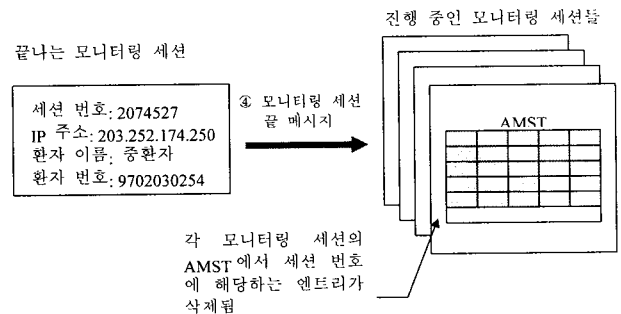 진행 중인 모니터링 세션들
끝나는 모니터링 세션
세션 번호: 2074527
IP 주소: 203.252.174.250
환자 이름: 중환자
환자 번호: 9702030254
④ 모니터링 세션
끝 메시지
AMST
각 모니터링 세션의
AMST에서 세션 번호
에 해당하는 엔트리가
삭제됨